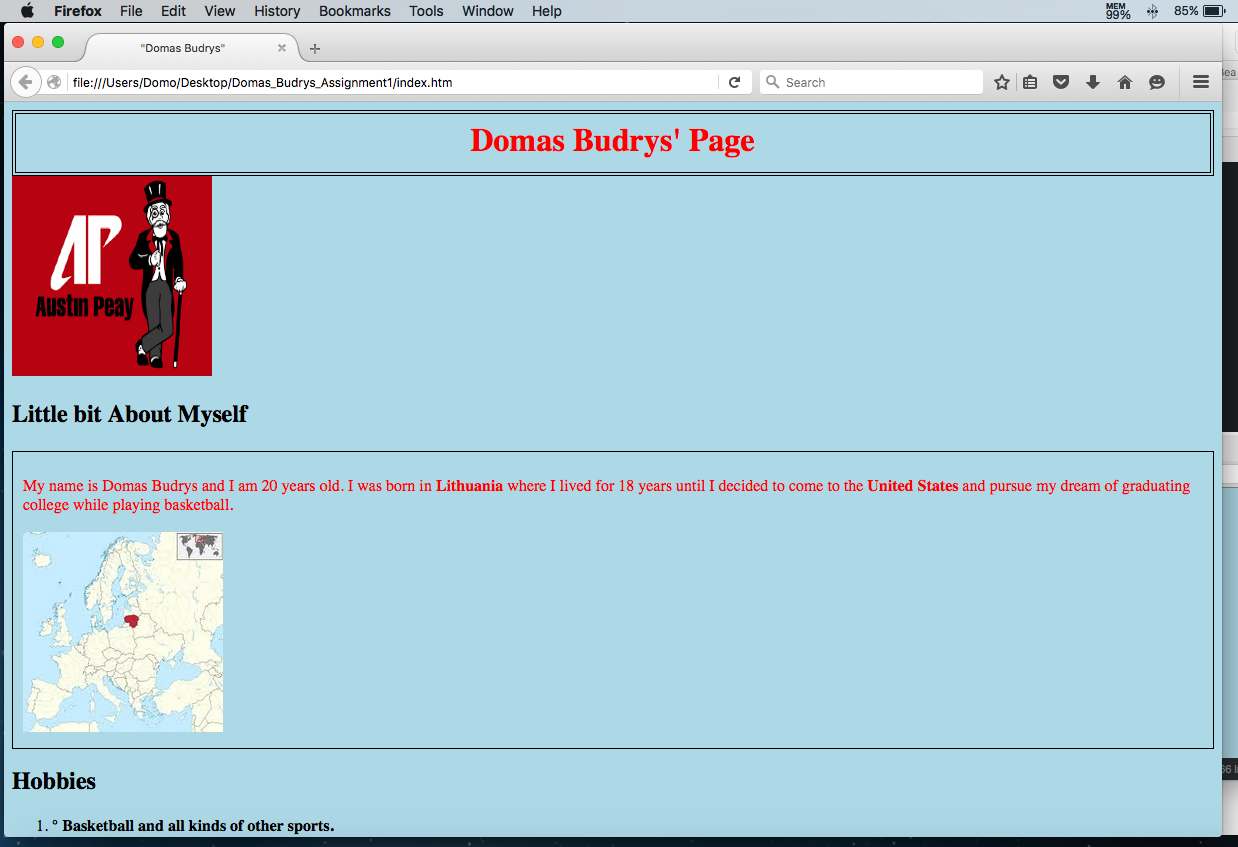 Firefox File Edit View History Bookmarks Tools Window Help MEM 99% 85%
"Domas Budrys"
file:///Users/Domo/Desktop/Domas_Budrys_Assignment1/index.htm Search
Domas Budrys' Page
AP
Austin Peay
Little bit About Myself
My name is Domas Budrys and I am 20 years old. I was born in Lithuania where I lived for 18 years until I decided to come to the United States and pursue my dream of graduating
college while playing basketball.
Hobbies
1. ° Basketball and all kinds of other sports.